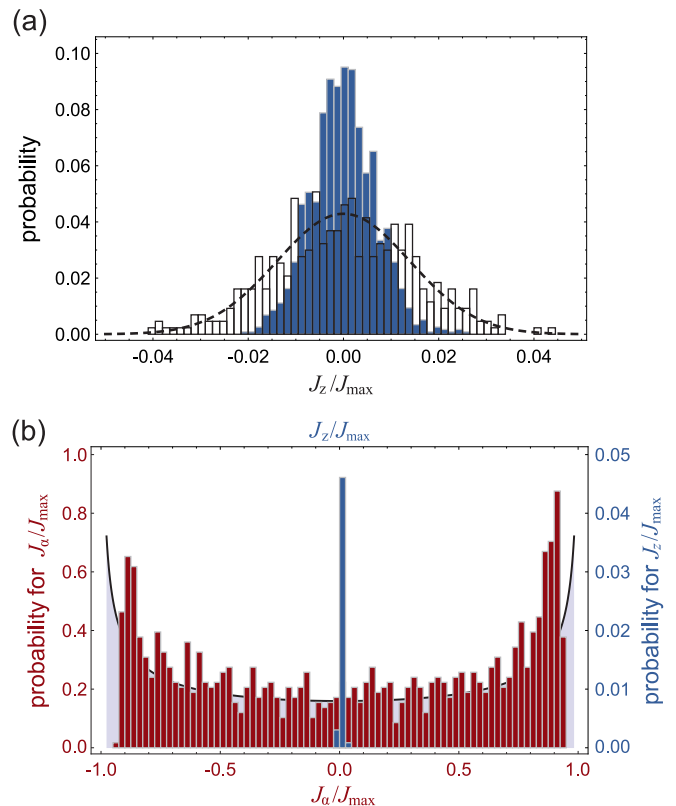 (a)
probability
0.10
0.08
0.06
0.04
0.02
0.00
-0.04 -0.02 0.00 0.02 0.04
J_z/J_max
(b)
J_z/J_max
probability for J_α/J_max
1.0
0.8
0.6
0.4
0.2
0.0
0.05
0.04
0.03
0.02
0.01
0.00
probability for J_z/J_max
-1.0 -0.5 0.0 0.5 1.0
J_α/J_max